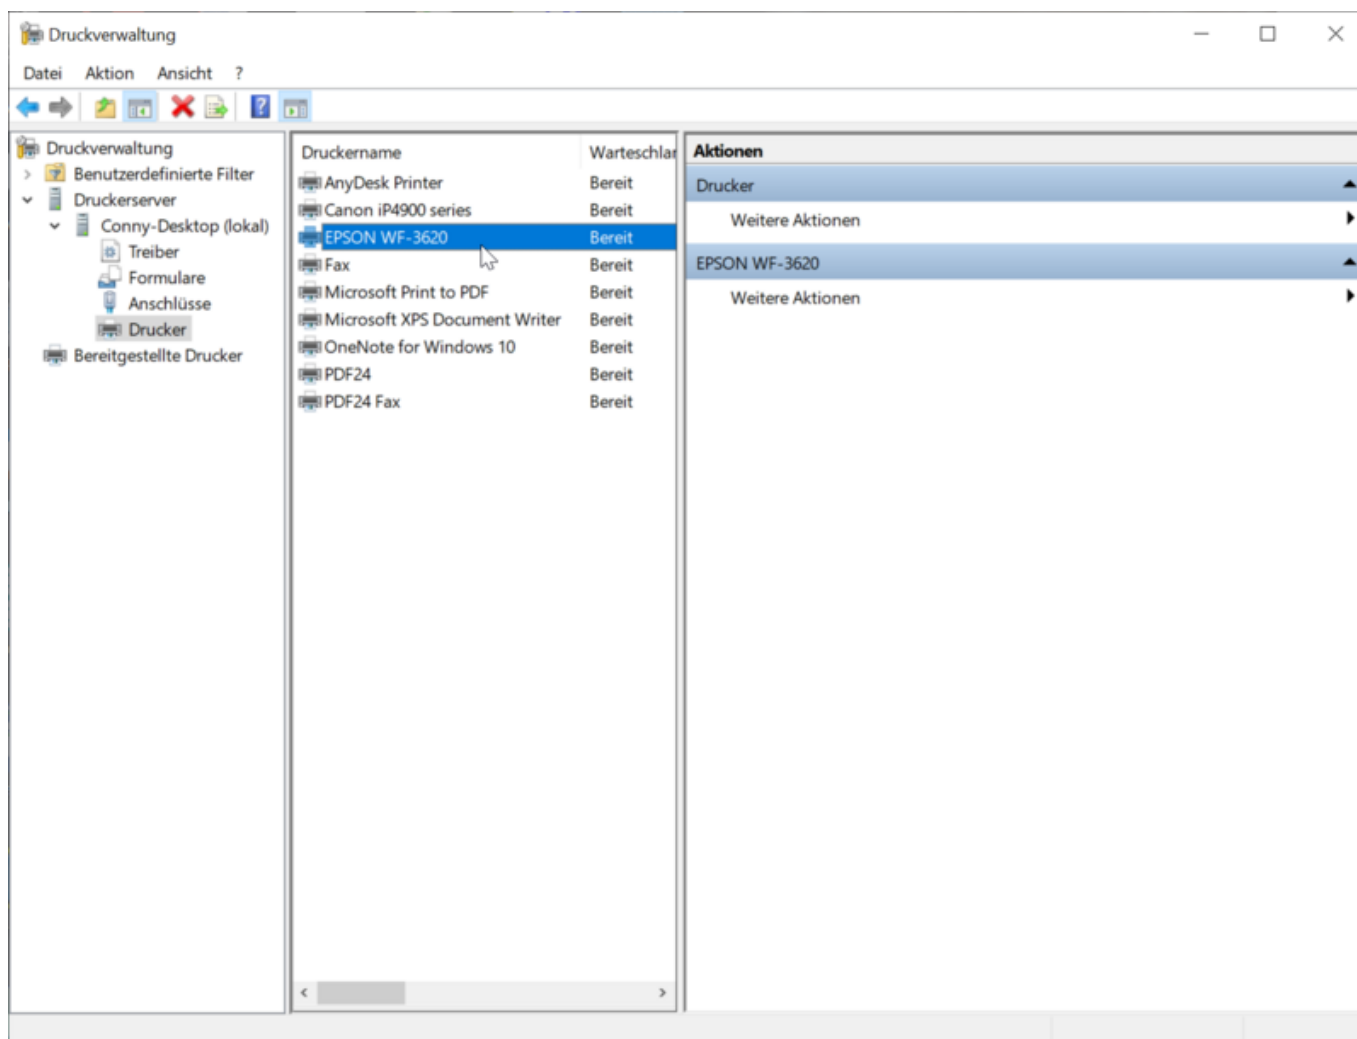 Druckverwaltung
Datei Aktion Ansicht ?
Druckverwaltung
Benutzerdefinierte Filter
Druckerserver
Conny-Desktop (lokal)
Treiber
Formulare
Anschlüsse
Drucker
Bereitgestellte Drucker
Druckername Warteschlar
AnyDesk Printer Bereit
Canon iP4900 series Bereit
EPSON WF-3620 Bereit
Fax Bereit
Microsoft Print to PDF Bereit
Microsoft XPS Document Writer Bereit
OneNote for Windows 10 Bereit
PDF24 Bereit
PDF24 Fax Bereit
Aktionen
Drucker
Weitere Aktionen
EPSON WF-3620
Weitere Aktionen